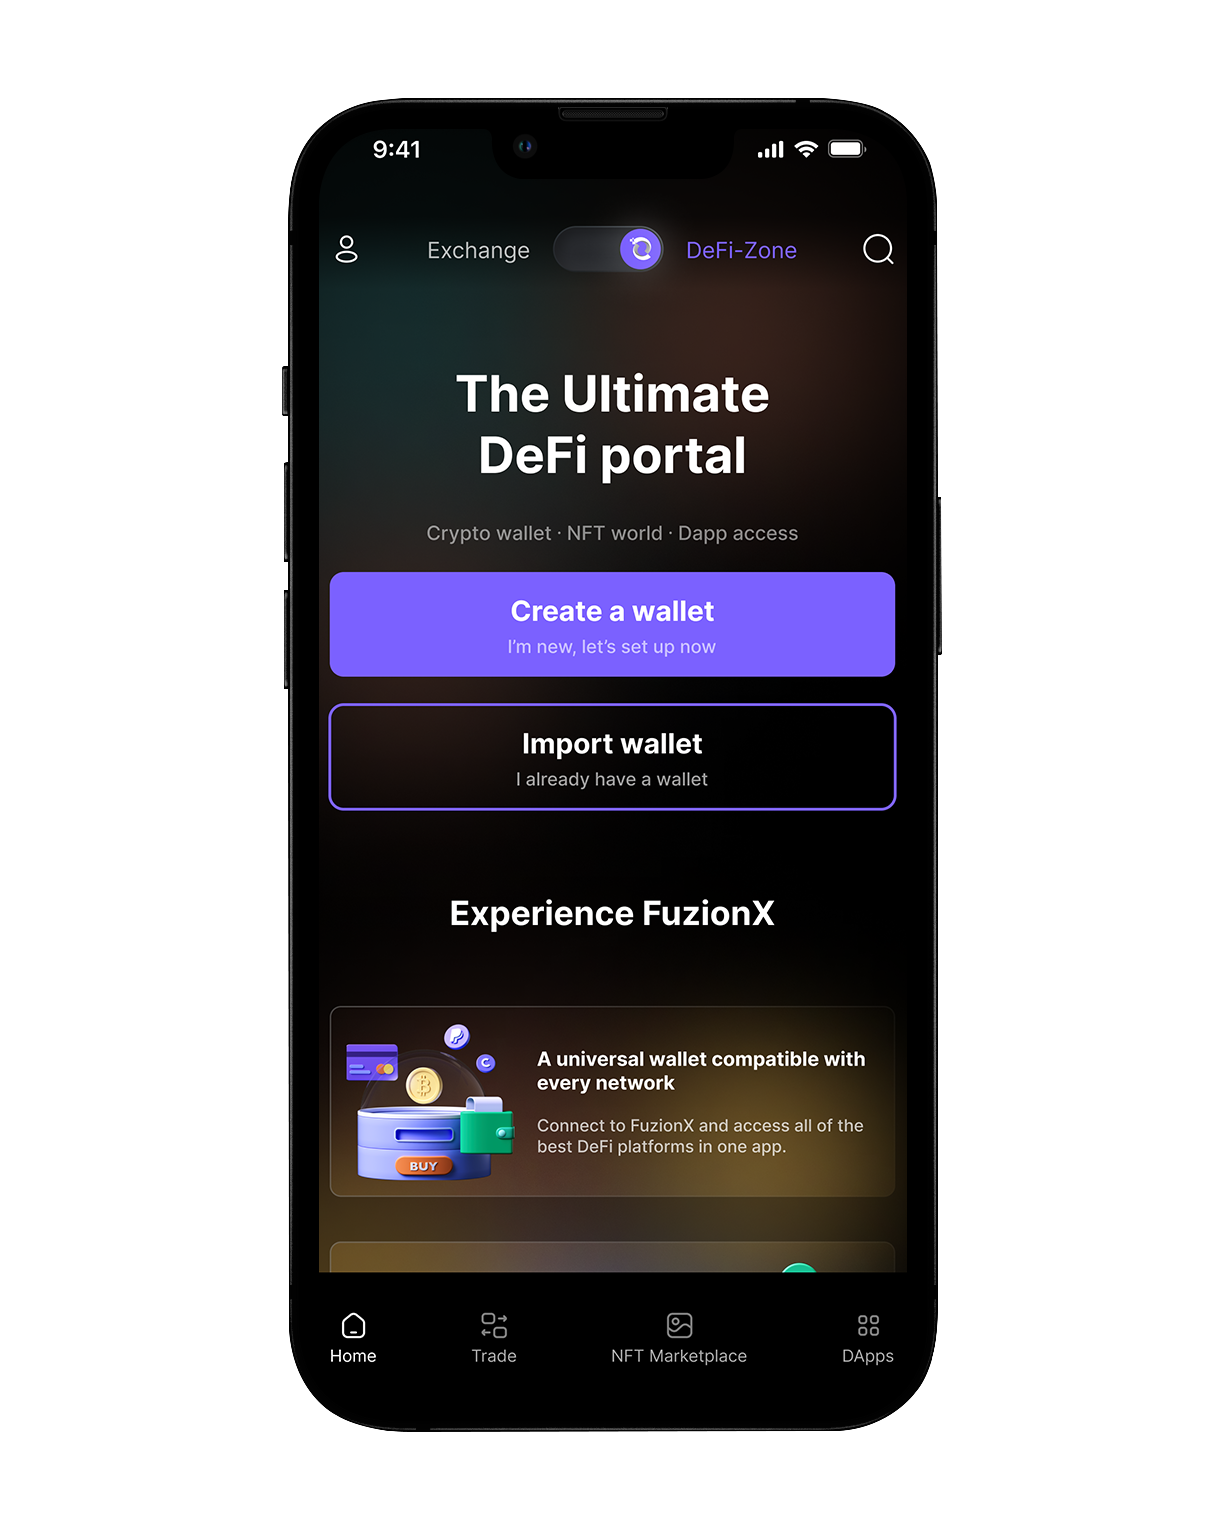 9:41
Exchange
DeFi-Zone
The Ultimate
DeFi portal
Crypto wallet · NFT world · Dapp access
Create a wallet
I'm new, let's set up now
Import wallet
I already have a wallet
Experience FuzionX
A universal wallet compatible with
every network
Connect to FuzionX and access all of the
best DeFi platforms in one app.
BUY
Home
Trade
NFT Marketplace
DApps